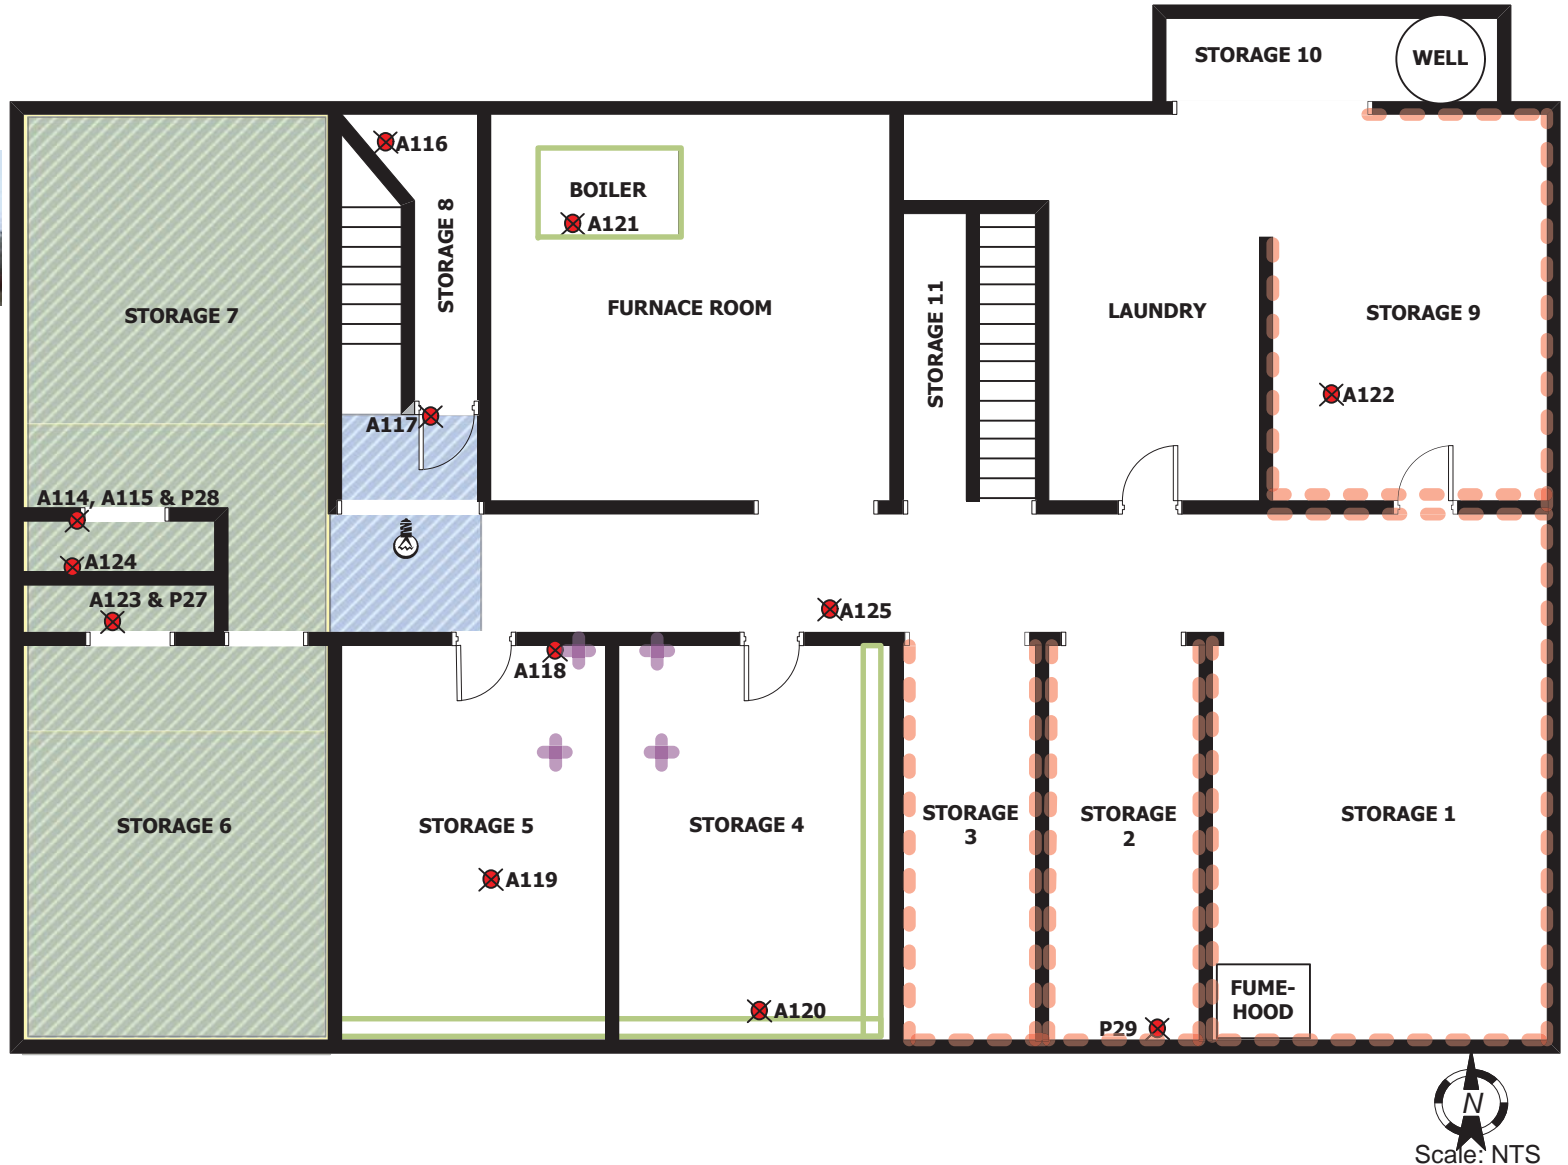 STORAGE 10
WELL
A116
STORAGE 8
BOILER
A121
STORAGE 7
FURNACE ROOM
STORAGE 11
LAUNDRY
STORAGE 9
A122
A117
A114, A115 & P28
A124
A123 & P27
A125
A118
STORAGE 6
STORAGE 5
STORAGE 4
STORAGE
3
STORAGE
2
STORAGE 1
A119
A120
P29
FUME-
HOOD
N
Scale: NTS